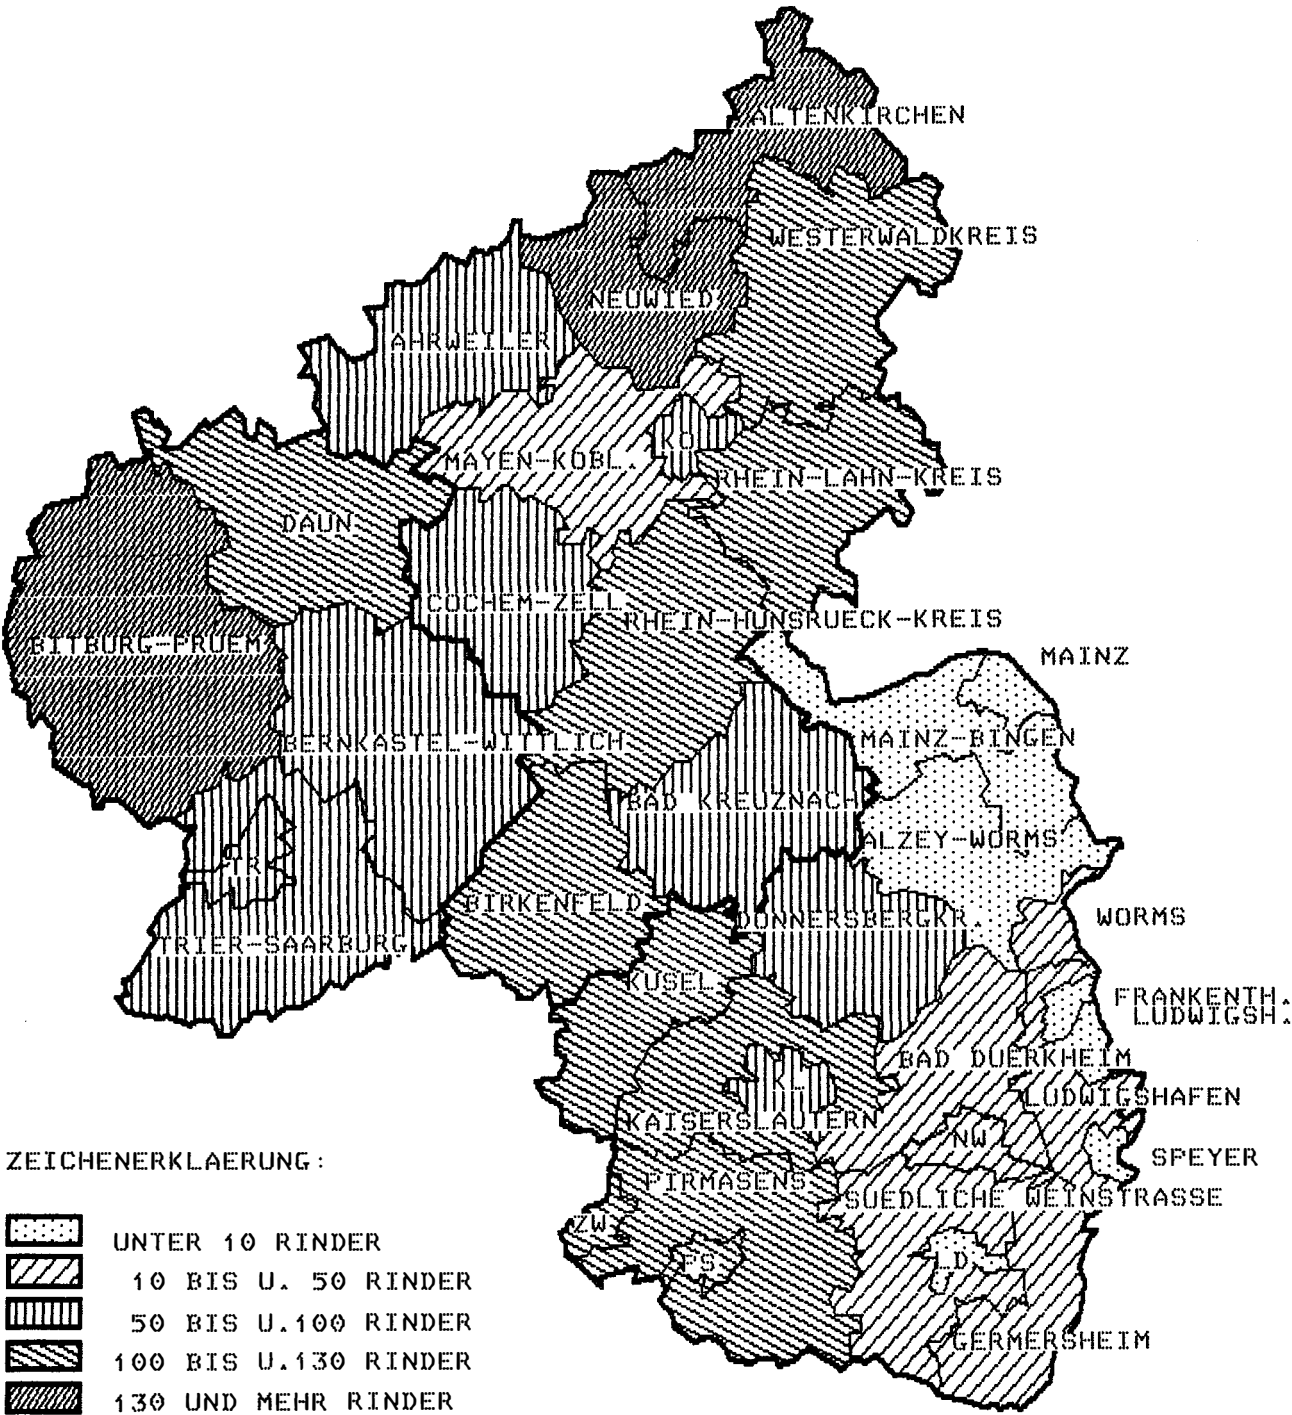 ALTENKIRCHEN
WESTERWALDKREIS
NEUWIED
AHRWEILER
KO
MAYEN-KOBL.
RHEIN-LAHN-KREIS
DAUN
COCHEM-ZELL
RHEIN-HUNSRUECK-KREIS
BITBURG-PRUEM
MAINZ
MAINZ-BINGEN
BERNKASTEL-WITTLICH
BAD KREUZNACH
ALZEY-WORMS
TR
BIRKENFELD
DONNERSBERGKR.
WORMS
TRIER-SAARBURG
KUSEL
FRANKENTH.
LUDWIGSH.
BAD DUERKHEIM
KL
LUDWIGSHAFEN
KAISERSLAUTERN
NW
SPEYER
PIRMASENS
SUEDLICHE WEINSTRASSE
ZW
PS
LD
GERMERSHEIM
ZEICHENERKLAERUNG:
UNTER 10 RINDER
10 BIS U. 50 RINDER
50 BIS U.100 RINDER
100 BIS U.130 RINDER
130 UND MEHR RINDER